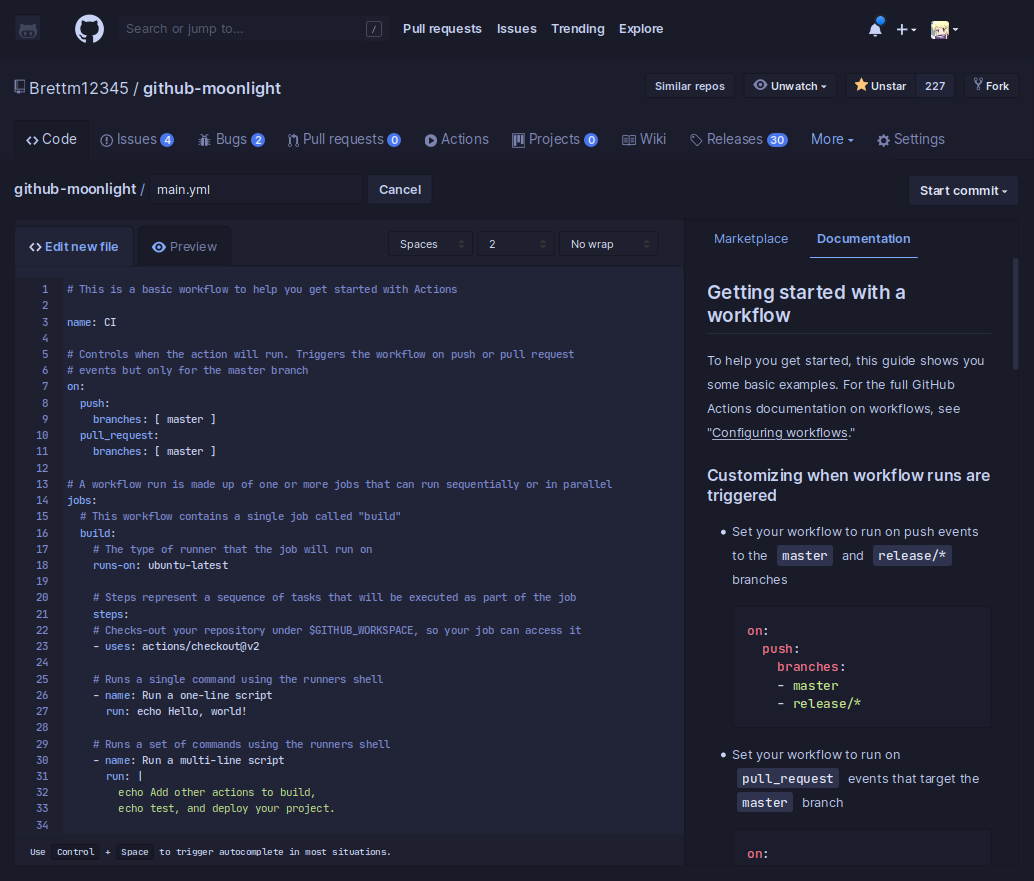 Search or jump to... / Pull requests Issues Trending Explore
Brettm12345 / github-moonlight Similar repos Unwatch Unstar 227 Fork
Code Issues 4 Bugs 2 Pull requests 0 Actions Projects 0 Wiki Releases 30 More Settings
github-moonlight / main.yml Cancel Start commit
Edit new file Preview Spaces 2 No wrap
1 # This is a basic workflow to help you get started with Actions
2
3 name: CI
4
5 # Controls when the action will run. Triggers the workflow on push or pull request
6 # events but only for the master branch
7 on:
8 push:
9 branches: [ master ]
10 pull_request:
11 branches: [ master ]
12
13 # A workflow run is made up of one or more jobs that can run sequentially or in parallel
14 jobs:
15 # This workflow contains a single job called "build"
16 build:
17 # The type of runner that the job will run on
18 runs-on: ubuntu-latest
19
20 # Steps represent a sequence of tasks that will be executed as part of the job
21 steps:
22 # Checks-out your repository under $GITHUB_WORKSPACE, so your job can access it
23 - uses: actions/checkout@v2
24
25 # Runs a single command using the runners shell
26 - name: Run a one-line script
27 run: echo Hello, world!
28
29 # Runs a set of commands using the runners shell
30 - name: Run a multi-line script
31 run: |
32 echo Add other actions to build,
33 echo test, and deploy your project.
34
Use Control + Space to trigger autocomplete in most situations.
Marketplace Documentation
Getting started with a
workflow
To help you get started, this guide shows you
some basic examples. For the full GitHub
Actions documentation on workflows, see
"Configuring workflows."
Customizing when workflow runs are
triggered
• Set your workflow to run on push events
to the master and release/*
branches
on:
push:
branches:
- master
- release/*
• Set your workflow to run on
pull_request events that target the
master branch
on: